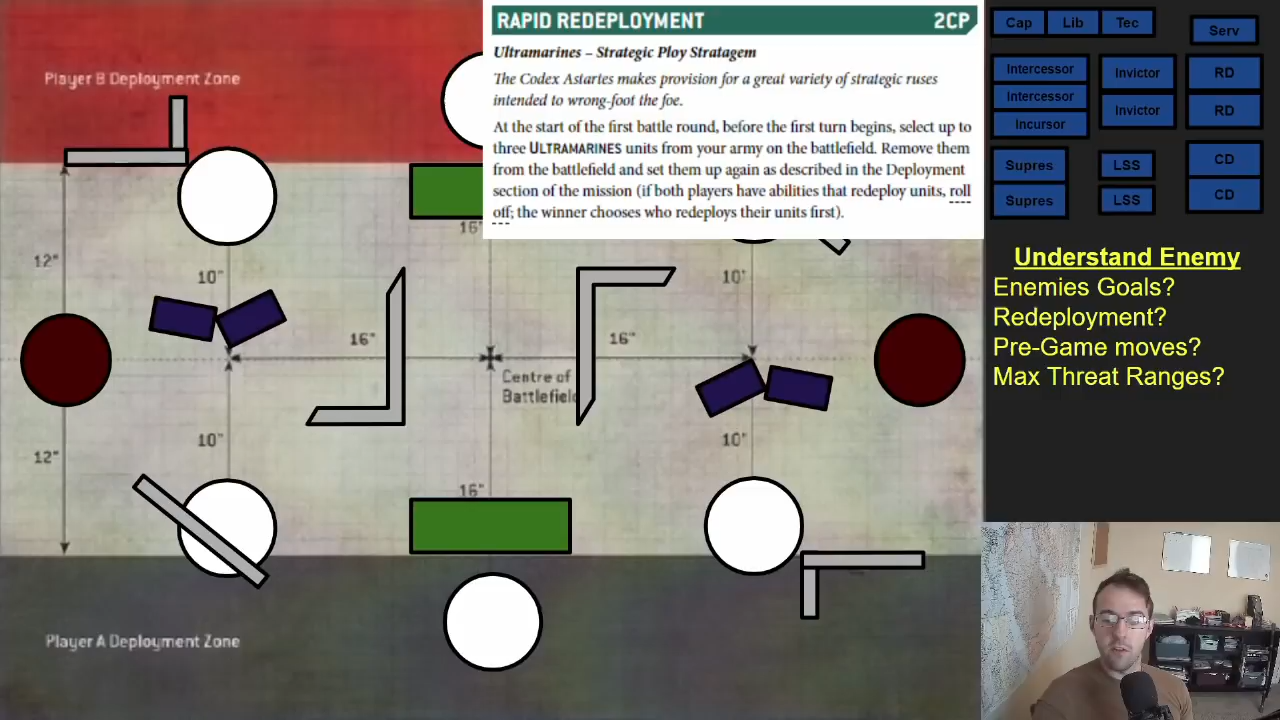 RAPID REDEPLOYMENT 2CP
Ultramarines – Strategic Ploy Stratagem
The Codex Astartes makes provision for a great variety of strategic ruses
intended to wrong-foot the foe.
At the start of the first battle round, before the first turn begins, select up to
three ULTRAMARINES units from your army on the battlefield. Remove them
from the battlefield and set them up again as described in the Deployment
section of the mission (if both players have abilities that redeploy units, roll
off; the winner chooses who redeploys their units first).
Player B Deployment Zone
12"
10"
16"
10"
16"
16"
Centre of
Battlefield
12"
10"
10"
16"
Player A Deployment Zone
Cap Lib Tec
Serv
Intercessor
Intercessor
Incursor
Invictor
Invictor
RD
RD
Supres
Supres
LSS
LSS
CD
CD
Understand Enemy
Enemies Goals?
Redeployment?
Pre-Game moves?
Max Threat Ranges?